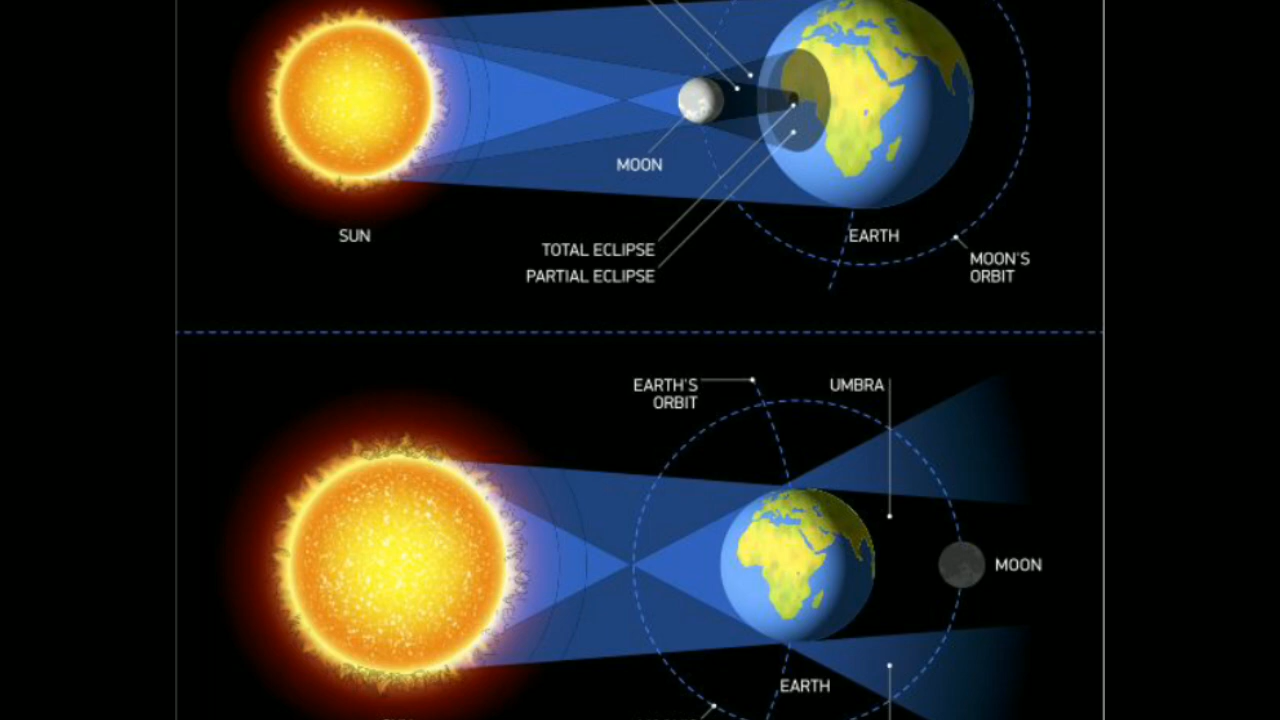 MOON
SUN
EARTH
TOTAL ECLIPSE
PARTIAL ECLIPSE
MOON'S
ORBIT
EARTH'S
ORBIT
UMBRA
MOON
EARTH